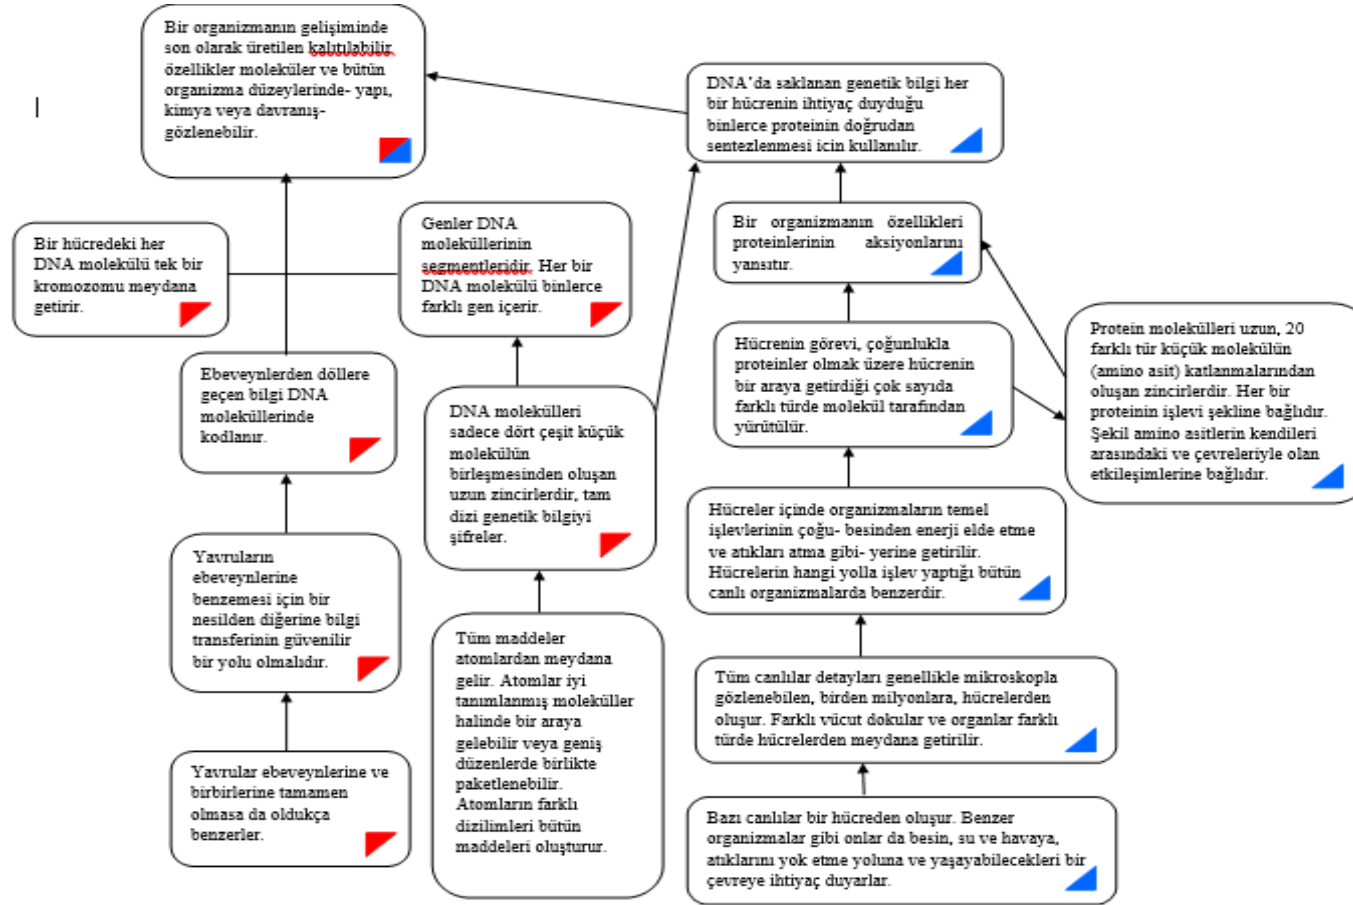 Bir organizmanın gelişiminde
son olarak üretilen kalıtılabilir
özellikler moleküler ve bütün
organizma düzeylerinde- yapı,
kimya veya davranış-
gözlenebilir.
DNA'da saklanan genetik bilgi her
bir hücrenin ihtiyaç duyduğu
binlerce proteinin doğrudan
sentezlenmesi icin kullanılır.
Bir hücredeki her
DNA molekülü tek bir
kromozomu meydana
getirir.
Genler DNA
moleküllerinin
segmentleridir. Her bir
DNA molekülü binlerce
farklı gen içerir.
Bir organizmanın özellikleri
proteinlerinin aksiyonlarını
yansıtır.
Ebeveynlerden döllere
geçen bilgi DNA
moleküllerinde
kodlanır.
DNA molekülleri
sadece dört çeşit küçük
molekülün
birleşmesinden oluşan
uzun zincirlerdir, tam
dizi genetik bilgiyi
şifreler.
Hücrenin görevi, çoğunlukla
proteinler olmak üzere hücrenin
bir araya getirdiği çok sayıda
farklı türde molekül tarafından
yürütülür.
Protein molekülleri uzun, 20
farklı tür küçük molekülün
(amino asit) katlanmalarından
oluşan zincirlerdir. Her bir
proteinin işlevi şekline bağlıdır.
Şekil amino asitlerin kendileri
arasındaki ve çevreleriyle olan
etkileşimlerine bağlıdır.
Yavruların
ebeveynlerine
benzemesi için bir
nesilden diğerine bilgi
transferinin güvenilir
bir yolu olmalıdır.
Tüm maddeler
atomlardan meydana
gelir. Atomlar iyi
tanımlanmış moleküller
halinde bir araya
gelebilir veya geniş
düzenlerde birlikte
paketlenebilir.
Atomların farklı
dizilimleri bütün
maddeleri oluşturur.
Hücreler içinde organizmaların temel
işlevlerinin çoğu- besinden enerji elde etme
ve atıkları atma gibi- yerine getirilir.
Hücrelerin hangi yolla işlev yaptığı bütün
canlı organizmalarda benzerdir.
Tüm canlılar detayları genellikle mikroskopla
gözlenebilen, birden milyonlara, hücrelerden
oluşur. Farklı vücut dokular ve organlar farklı
türde hücrelerden meydana getirilir.
Yavrular ebeveynlerine ve
birbirlerine tamamen
olmasa da oldukça
benzerler.
Bazı canlılar bir hücreden oluşur. Benzer
organizmalar gibi onlar da besin, su ve havaya,
atıklarını yok etme yoluna ve yaşayabilecekleri bir
çevreye ihtiyaç duyarlar.